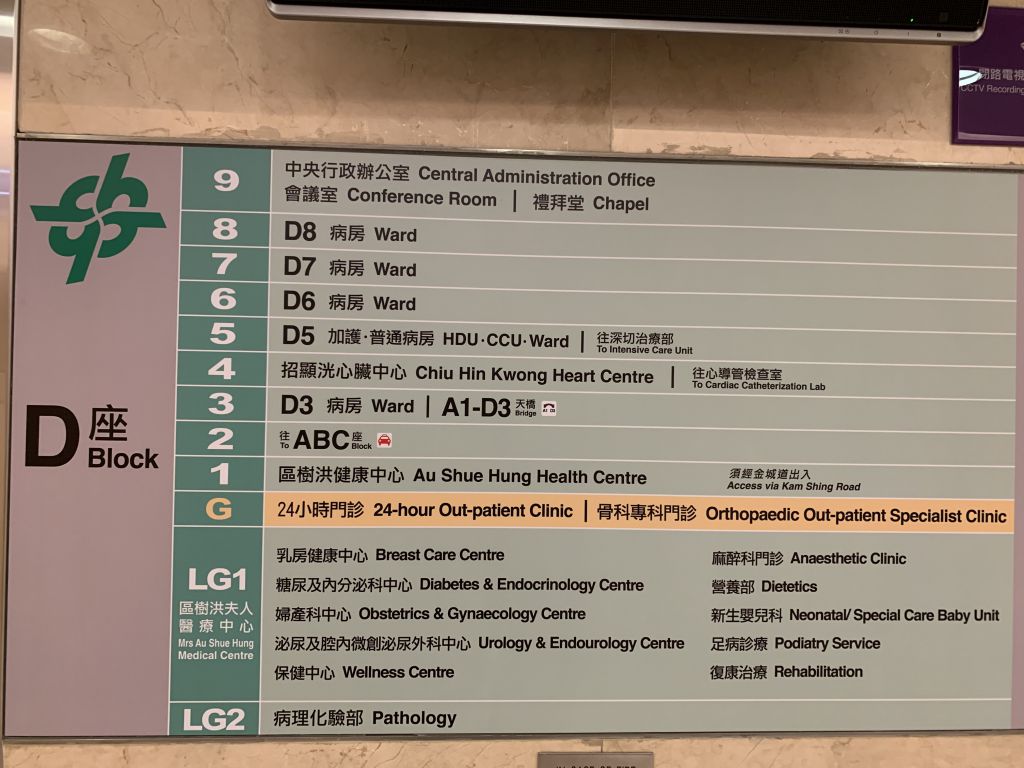 閉路電視
CCTV Recording
D座
Block
9 中央行政辦公室 Central Administration Office
會議室 Conference Room | 禮拜堂 Chapel
8 D8 病房 Ward
7 D7 病房 Ward
6 D6 病房 Ward
5 D5 加護·普通病房 HDU·CCU·Ward | 往深切治療部
To Intensive Care Unit
4 招顯洸心臟中心 Chiu Hin Kwong Heart Centre | 往心導管檢查室
To Cardiac Catheterization Lab
3 D3 病房 Ward | A1-D3 天橋
Bridge
2 往 To ABC 座 Block
1 區樹洪健康中心 Au Shue Hung Health Centre 須經金城道出入
Access via Kam Shing Road
G 24小時門診 24-hour Out-patient Clinic | 骨科專科門診 Orthopaedic Out-patient Specialist Clinic
LG1
區樹洪夫人
醫療中心
Mrs Au Shue Hung
Medical Centre
乳房健康中心 Breast Care Centre
糖尿及內分泌科中心 Diabetes & Endocrinology Centre
婦產科中心 Obstetrics & Gynaecology Centre
泌尿及腔內微創泌尿外科中心 Urology & Endourology Centre
保健中心 Wellness Centre
麻醉科門診 Anaesthetic Clinic
營養部 Dietetics
新生嬰兒科 Neonatal/ Special Care Baby Unit
足病診療 Podiatry Service
復康治療 Rehabilitation
LG2 病理化驗部 Pathology